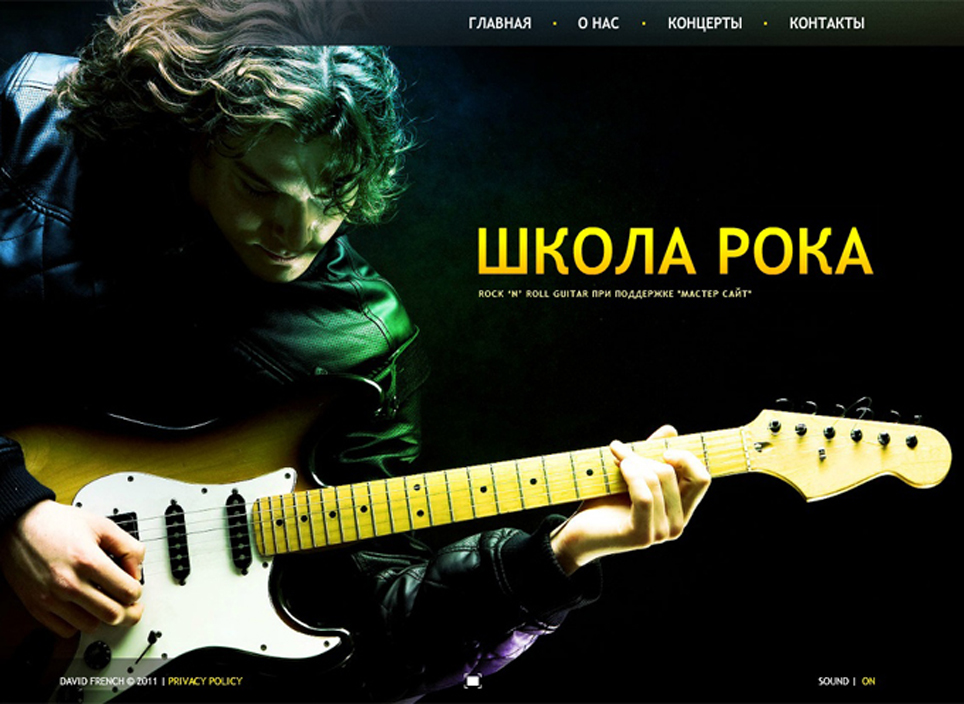 ГЛАВНАЯ • О НАС • КОНЦЕРТЫ • КОНТАКТЫ
ШКОЛА РОКА
ROCK 'N' ROLL GUITAR ПРИ ПОДДЕРЖКЕ "МАСТЕР САЙТ"
DAVID FRENCH © 2011 | PRIVACY POLICY SOUND | ON